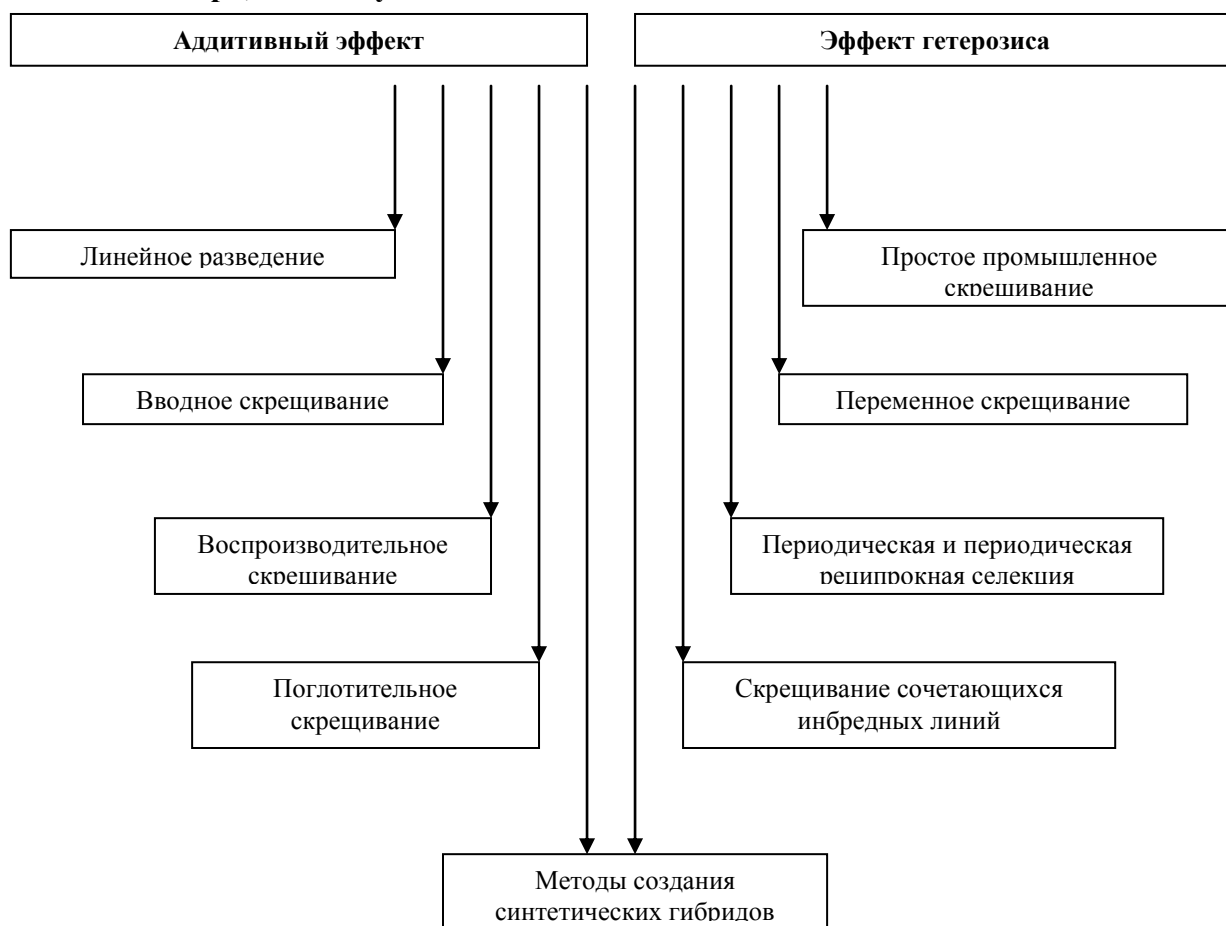 Аддитивный эффект
Эффект гетерозиса
Линейное разведение
Простое промышленное
скрещивание
Вводное скрещивание
Переменное скрещивание
Воспроизводительное
скрещивание
Периодическая и периодическая
реципрокная селекция
Поглотительное
скрещивание
Скрещивание сочетающихся
инбредных линий
Методы создания
синтетических гибридов